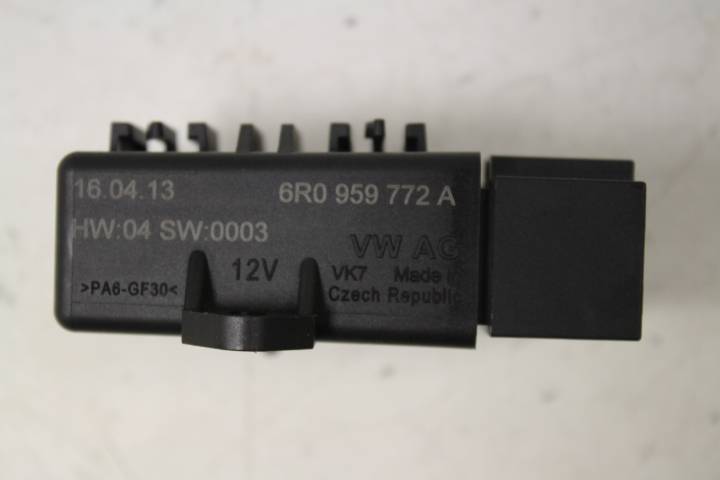 16.04.13 6R0 959 772 A
HW:04 SW:0003
VW AG
12V VK7 Made
>PA6-GF30< Czech Republic